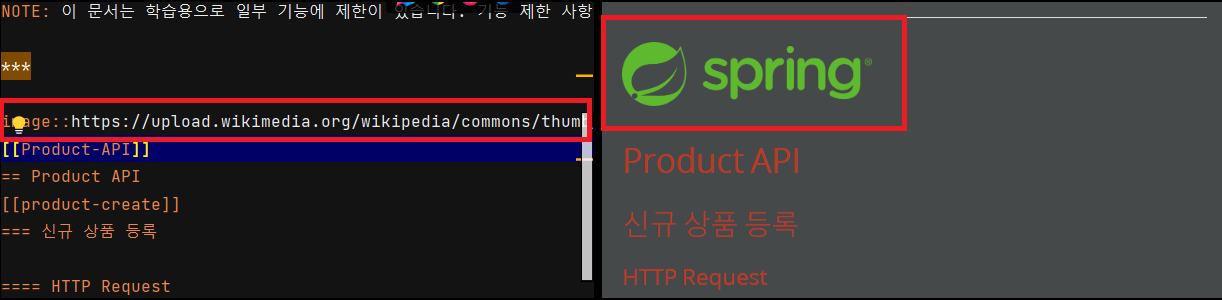 NOTE: 이 문서는 학습용으로 일부 기능에 제한이 있습니다. 기능 제한 사항
***
image::https://upload.wikimedia.org/wikipedia/commons/thumb
[[Product-API]]
== Product API
[[product-create]]
=== 신규 상품 등록
==== HTTP Request
spring®
Product API
신규 상품 등록
HTTP Request